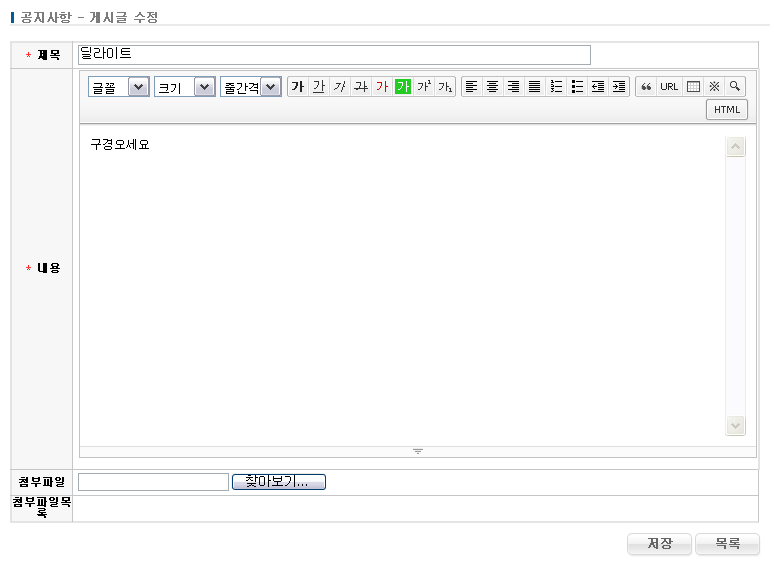 공지사항 - 게시글 수정
* 제목 딜라이트
글꼴 크기 줄간격 가 가 가 가 가 가 가¹ 가₁ URL ※
HTML
구경오세요
* 내용
첨부파일 찾아보기...
첨부파일목
록
저장 목록